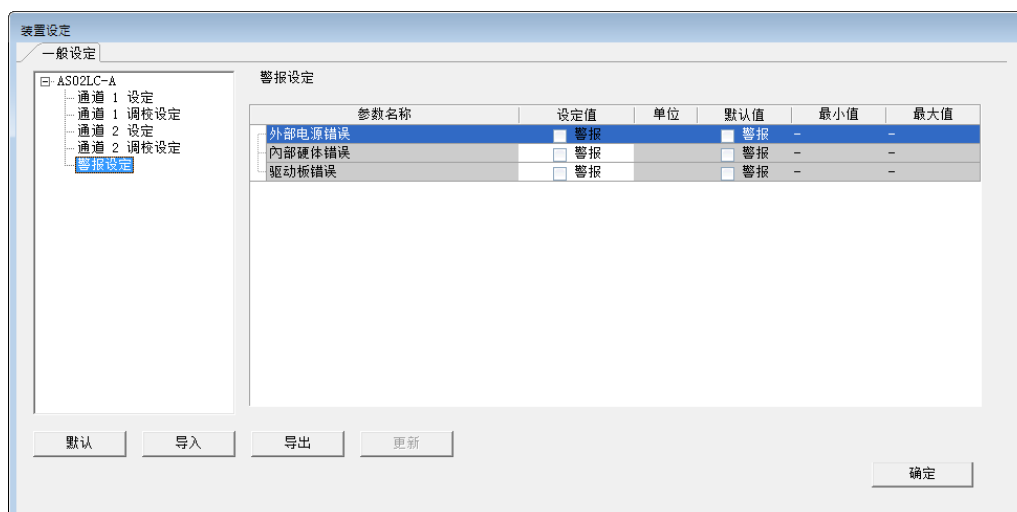 装置设定
一般设定
AS02LC-A
通道 1 设定
通道 1 调校设定
通道 2 设定
通道 2 调校设定
警报设定
警报设定
参数名称 设定值 单位 默认值 最小值 最大值
外部电源错误 警报 警报 - -
内部硬体错误 警报 警报 - -
驱动板错误 警报 警报 - -
默认 导入 导出 更新
确定